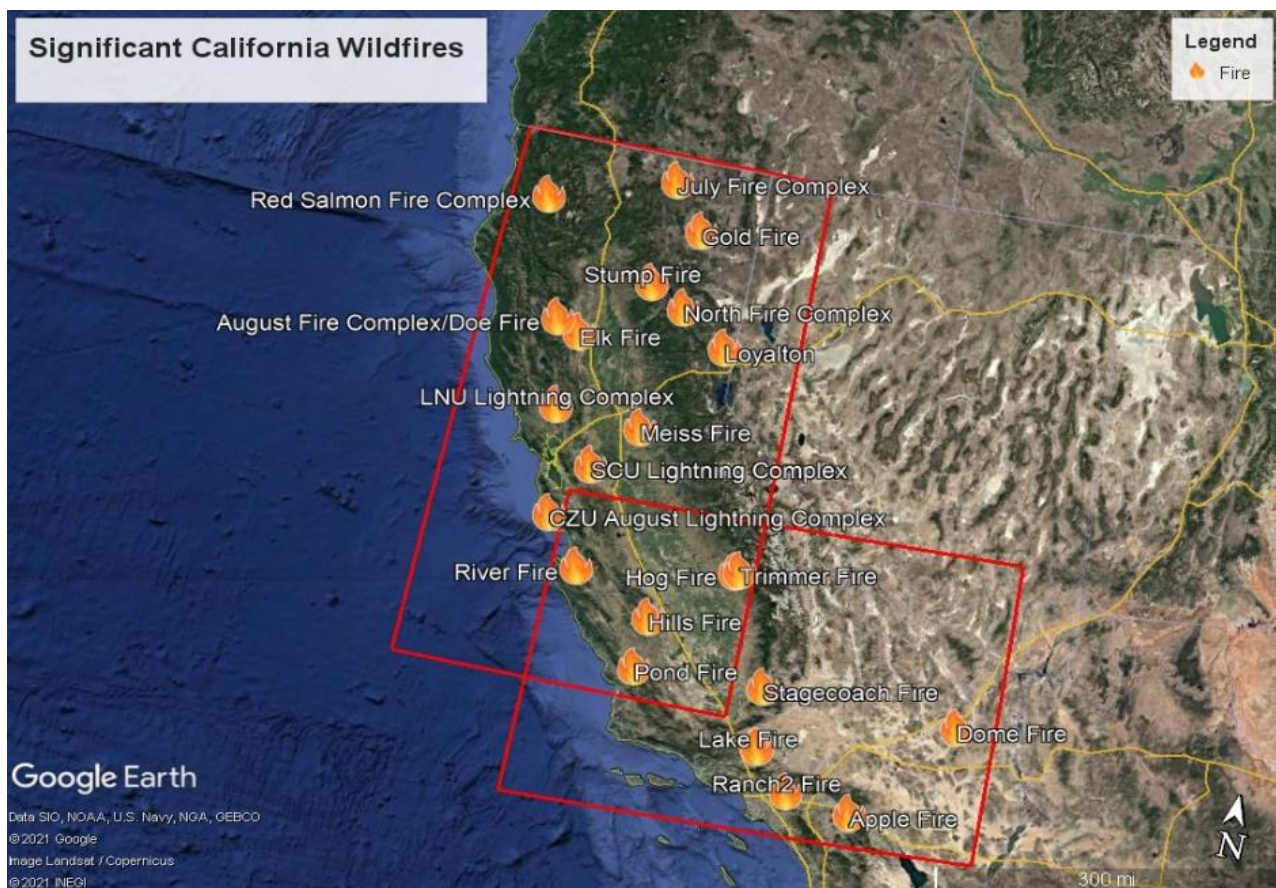 Significant California Wildfires
Legend
Fire
Red Salmon Fire Complex
July Fire Complex
Gold Fire
Stump Fire
North Fire Complex
August Fire Complex/Doe Fire
Elk Fire
Loyalton
LNU Lightning Complex
Meiss Fire
SCU Lightning Complex
CZU August Lightning Complex
River Fire
Hog Fire
Trimmer Fire
Hills Fire
Pond Fire
Stagecoach Fire
Lake Fire
Dome Fire
Ranch2 Fire
Apple Fire
Google Earth
Data SIO, NOAA, U.S. Navy, NGA, GEBCO
©2021 Google
Image Landsat / Copernicus
©2021 INEGI
N
300 mi